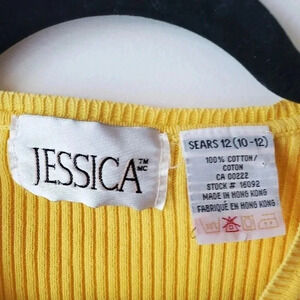 JESSICA TM MC
SEARS 12 (10-12)
100% COTTON/
COTON
CA 00222
STOCK # 16092
MADE IN HONG KONG
FABRIQUÉ EN HONG KONG